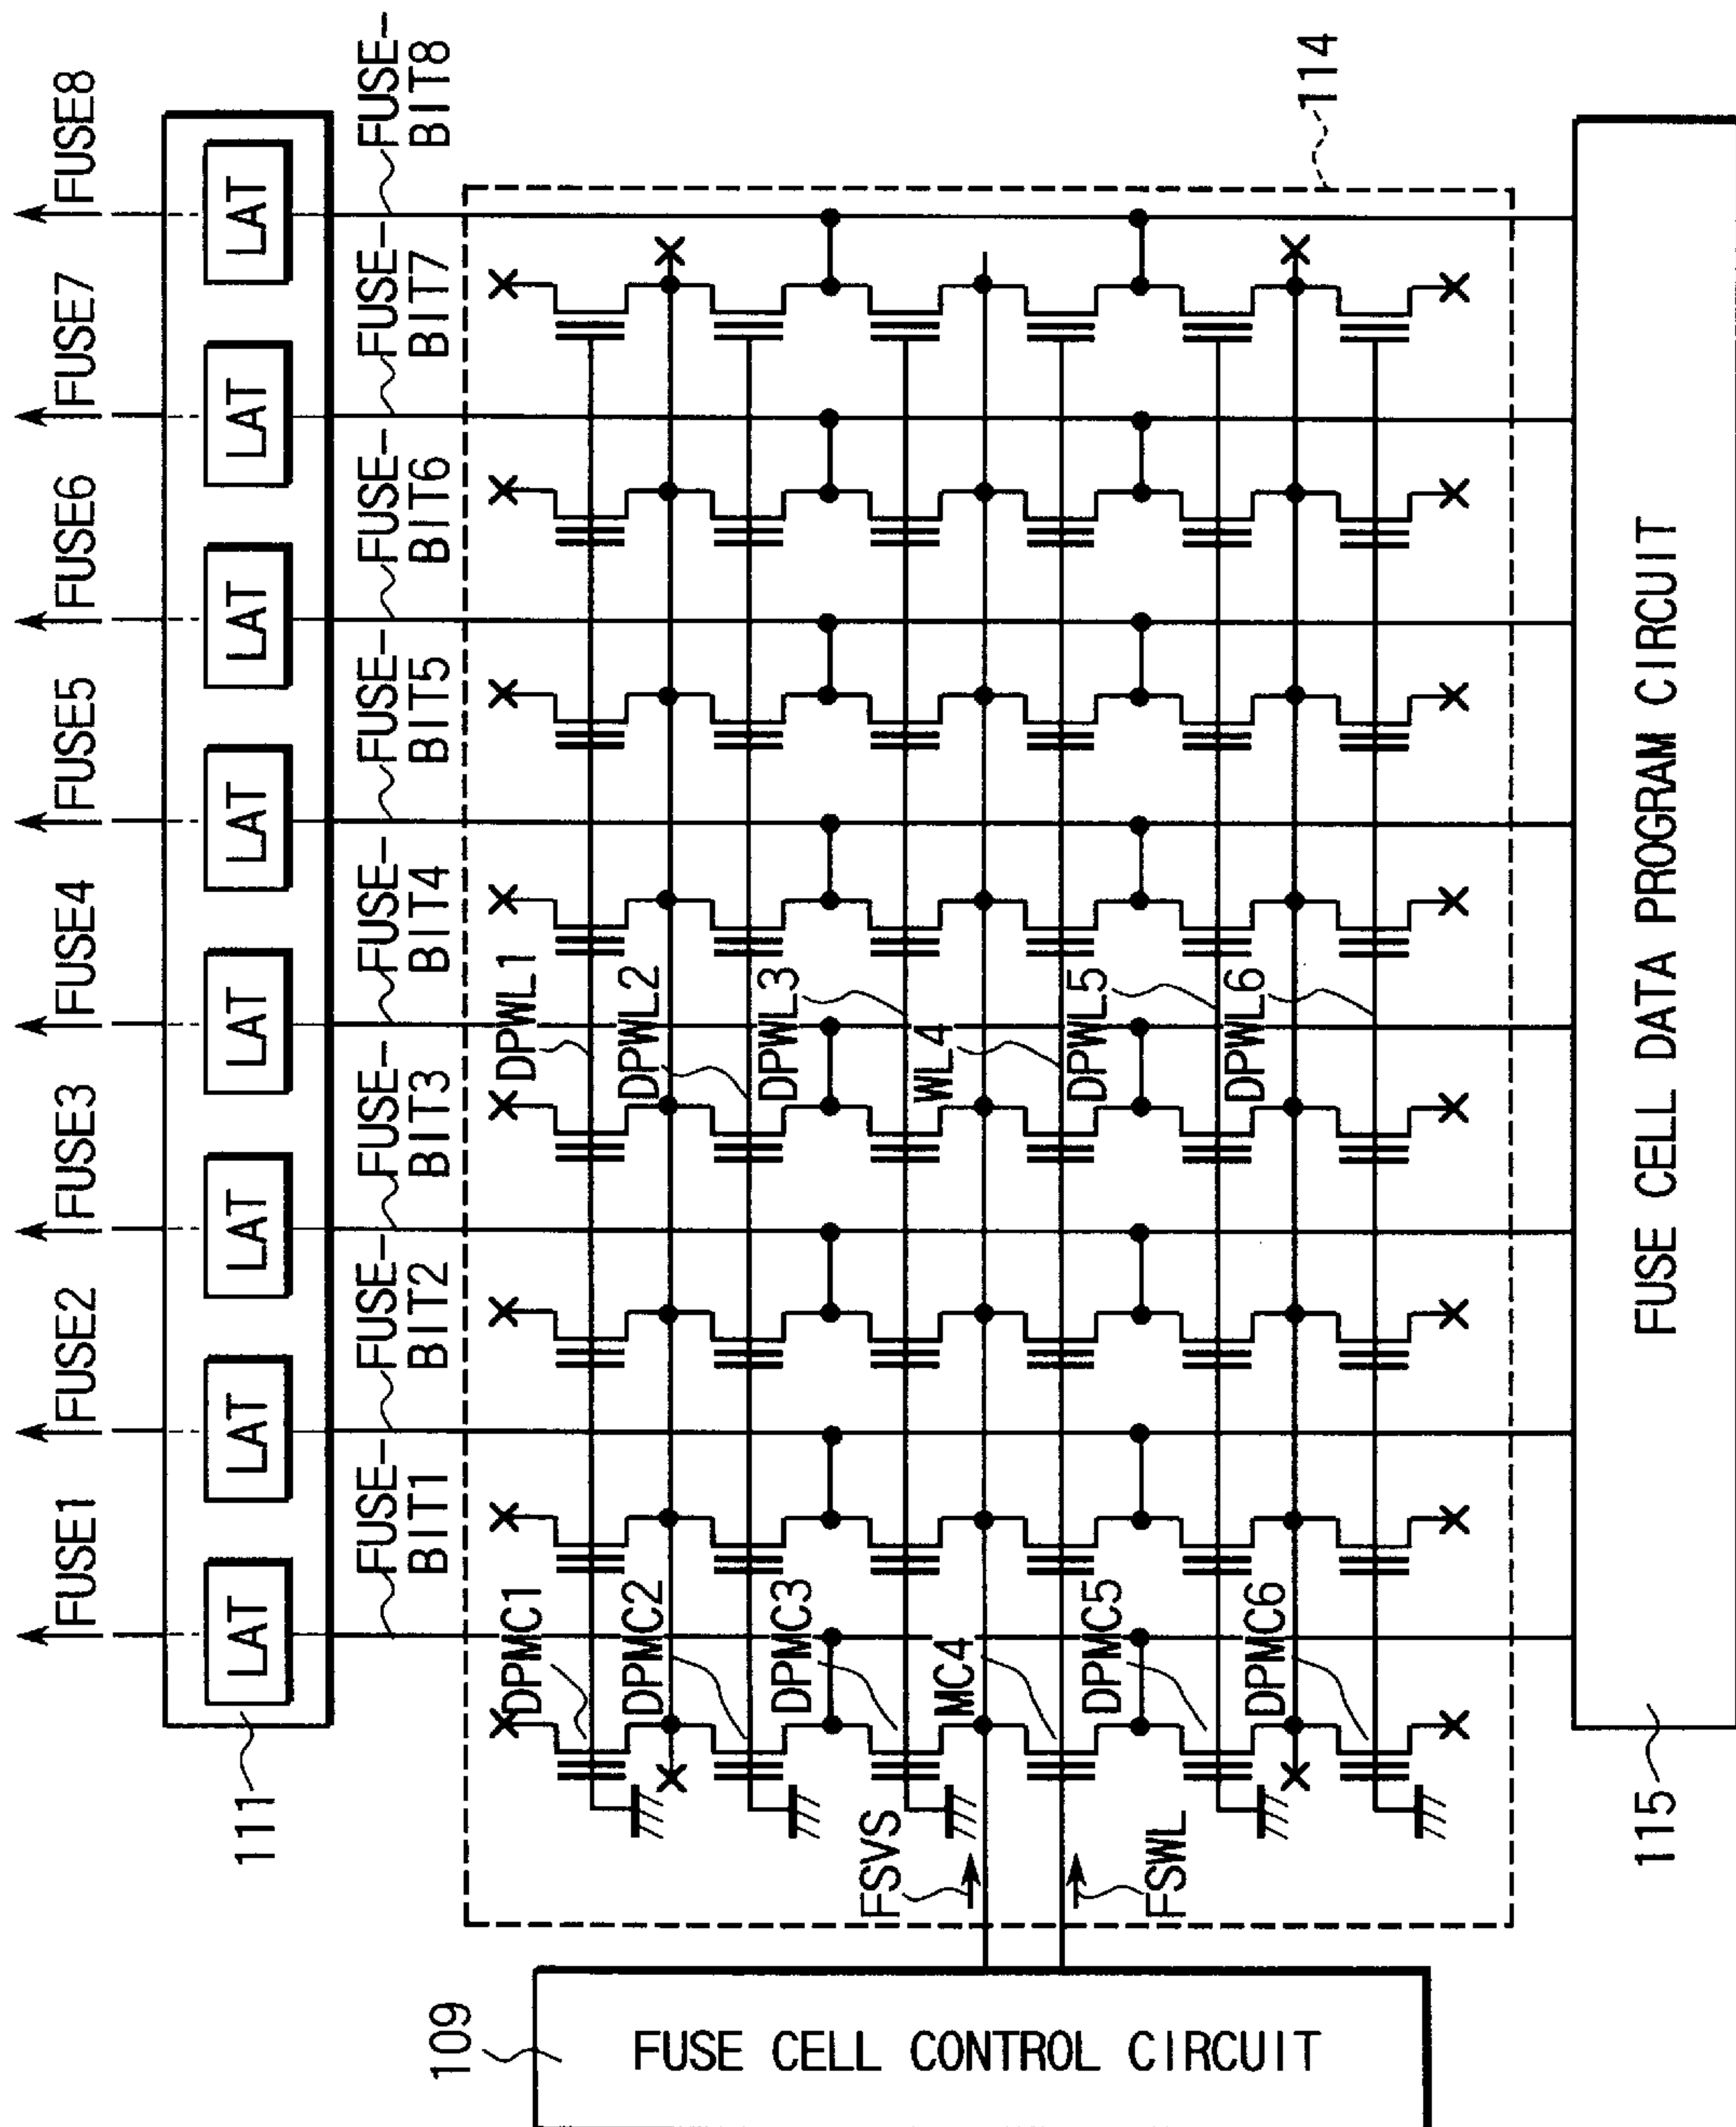 FUSE1
FUSE2
FUSE3
FUSE4
FUSE5
FUSE6
FUSE7
FUSE8
LAT
LAT
LAT
LAT
LAT
LAT
LAT
LAT
111
FUSE-
BIT1
FUSE-
BIT2
FUSE-
BIT3
FUSE-
BIT4
FUSE-
BIT5
FUSE-
BIT6
FUSE-
BIT7
FUSE-
BIT8
114
DPMC1
DPMC2
DPMC3
MC4
DPMC5
DPMC6
DPWL1
DPWL2
DPWL3
WL4
DPWL5
DPWL6
FSVS
FSWL
109
FUSE CELL CONTROL CIRCUIT
115
FUSE CELL DATA PROGRAM CIRCUIT